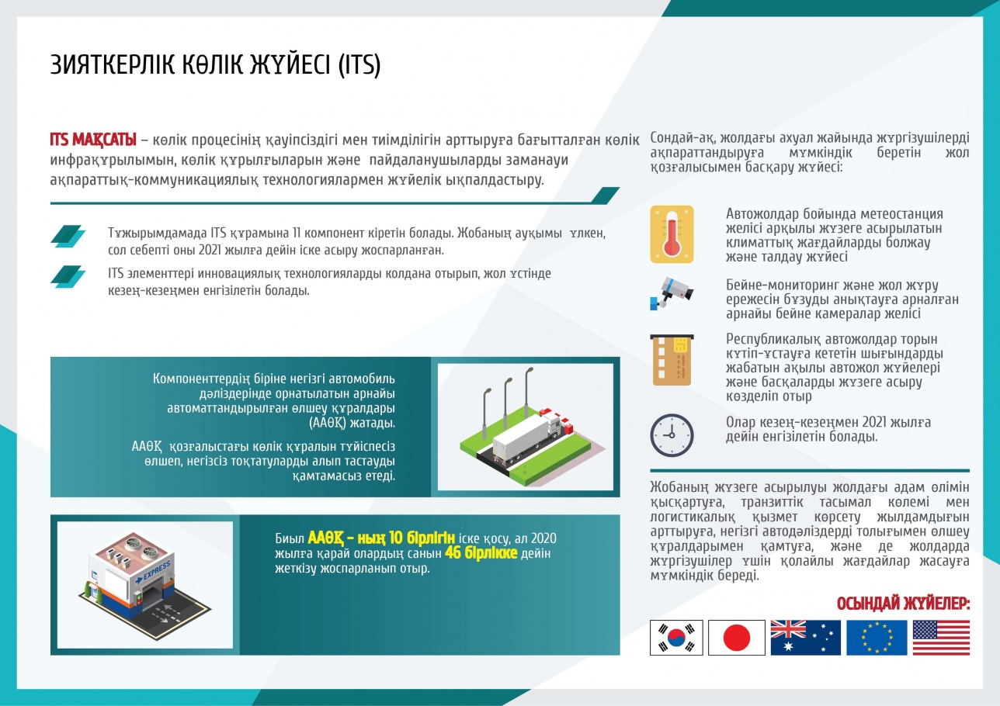 ЗИЯТКЕРЛІК КӨЛІК ЖҮЙЕСІ (ITS)
ITS МАҚСАТЫ – көлік процесінің қауіпсіздігі мен тиімділігін арттыруға бағытталған көлік
инфрақұрылымын, көлік құрылғыларын және пайдаланушыларды заманауи
ақпараттық-коммуникациялық технологиялармен жүйелік ықпалдастыру.
Тұжырымдамада ITS құрамына 11 компонент кіретін болады. Жобаның ауқымы үлкен,
сол себепті оны 2021 жылға дейін іске асыру жоспарланған.
ITS элементтері инновациялық технологияларды колдана отырып, жол үстінде
кезең-кезеңмен енгізілетін болады.
Компоненттердің біріне негізгі автомобиль
дәліздерінде орнатылатын арнайы
автоматтандырылған өлшеу құралдары
(ААӨҚ) жатады.
ААӨҚ қозғалыстағы көлік құралын түйіспесіз
өлшеп, негізсіз тоқтатуларды алып тастауды
қамтамасыз етеді.
EXPRESS
Биыл ААӨҚ – ның 10 бірлігін іске қосу, ал 2020
жылға қарай олардың санын 46 бірлікке дейін
жеткізу жоспарланып отыр.
Сондай-ақ, жолдағы ахуал жайында жүргізушілерді
ақпараттандыруға мүмкіндік беретін жол
қозғалысымен басқару жүйесі:
Автожолдар бойында метеостанция
желісі арқылы жүзеге асырылатын
климаттық жағдайларды болжау
және талдау жүйесі
Бейне-мониторинг және жол жүру
ережесін бұзуды анықтауға арналған
арнайы бейне камералар желісі
Республикалық автожолдар торын
күтіп-ұстауға кететін шығындарды
жабатын ақылы автожол жүйелері
және басқаларды жүзеге асыру
көзделіп отыр
Олар кезең-кезеңмен 2021 жылға
дейін енгізілетін болады.
Жобаның жүзеге асырылуы жолдағы адам өлімін
қысқартуға, транзиттік тасымал көлемі мен
логистикалық қызмет көрсету жылдамдығын
арттыруға, негізгі автодәліздерді толығымен өлшеу
құралдарымен қамтуға, және де жолдарда
жүргізушілер үшін қолайлы жағдайлар жасауға
мүмкіндік береді.
ОСЫНДАЙ ЖҮЙЕЛЕР: